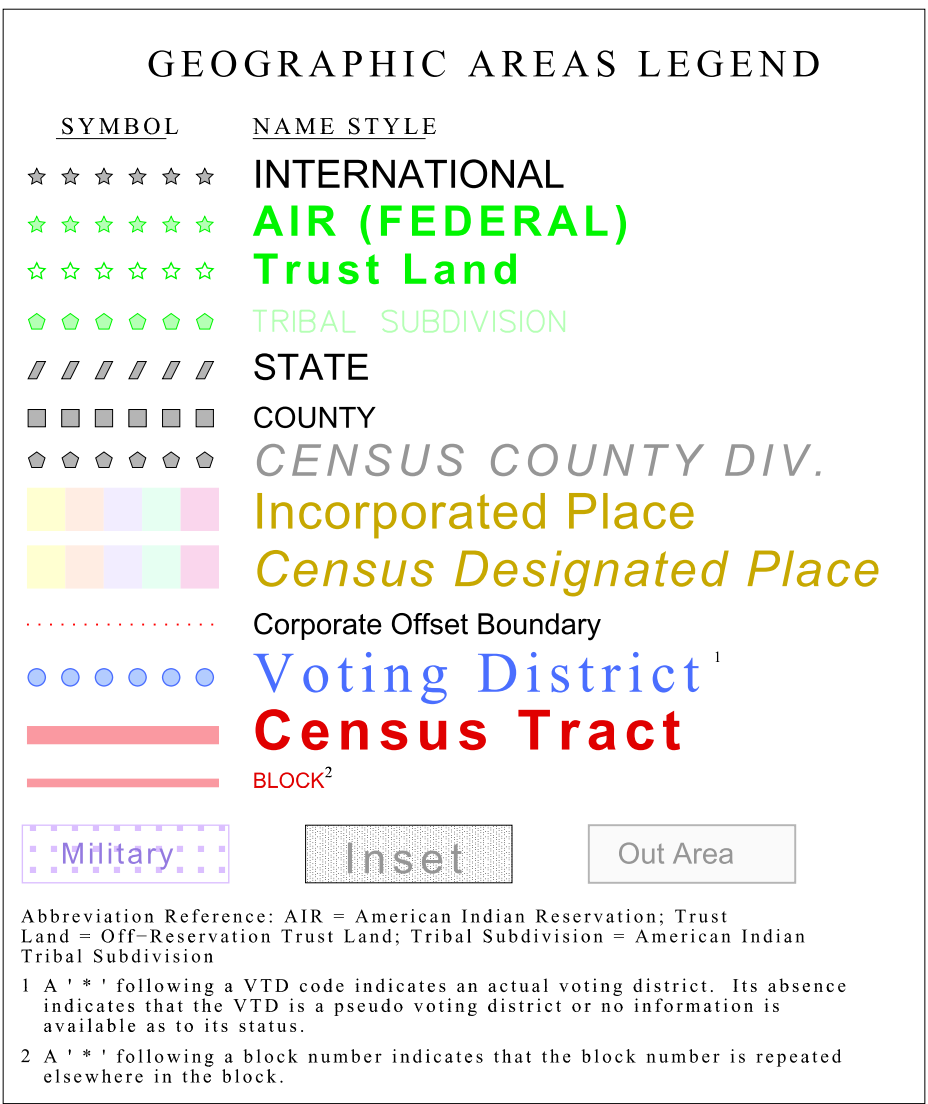 GEOGRAPHIC AREAS LEGEND
SYMBOL NAME STYLE
INTERNATIONAL
AIR (FEDERAL)
Trust Land
TRIBAL SUBDIVISION
STATE
COUNTY
CENSUS COUNTY DIV.
Incorporated Place
Census Designated Place
Corporate Offset Boundary
Voting District 1
Census Tract
BLOCK2
Military Inset Out Area
Abbreviation Reference: AIR = American Indian Reservation; Trust
Land = Off−Reservation Trust Land; Tribal Subdivision = American Indian
Tribal Subdivision
1 A ' * ' following a VTD code indicates an actual voting district. Its absence
indicates that the VTD is a pseudo voting district or no information is
available as to its status.
2 A ' * ' following a block number indicates that the block number is repeated
elsewhere in the block.